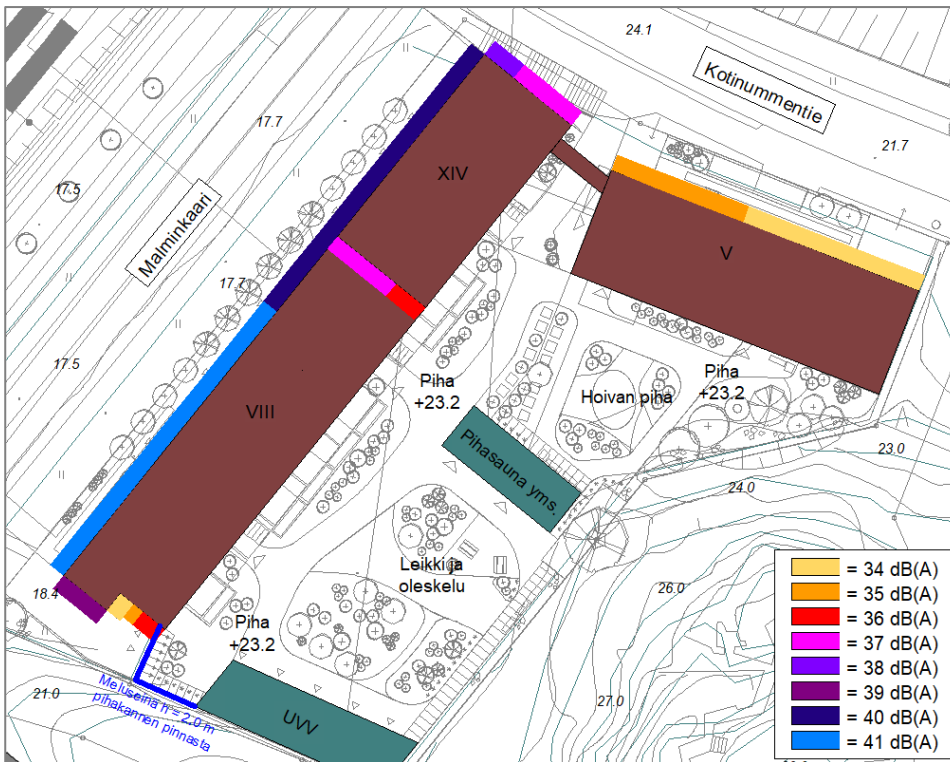 24.1
Kotinummentie
17.7
21.7
XIV
17.5
Malminkaari
V
17.7
17.5
Piha
+23.2
Hoivan piha
Piha
+23.2
VIII
Pihasauna yms.
23.0
24.0
Leikki ja
oleskelu
18.4
26.0
Piha
+23.2
21.0
Meluseinä h = 2.0 m
pihakannen pinnasta
UVV
27.0
= 34 dB(A)
= 35 dB(A)
= 36 dB(A)
= 37 dB(A)
= 38 dB(A)
= 39 dB(A)
= 40 dB(A)
= 41 dB(A)